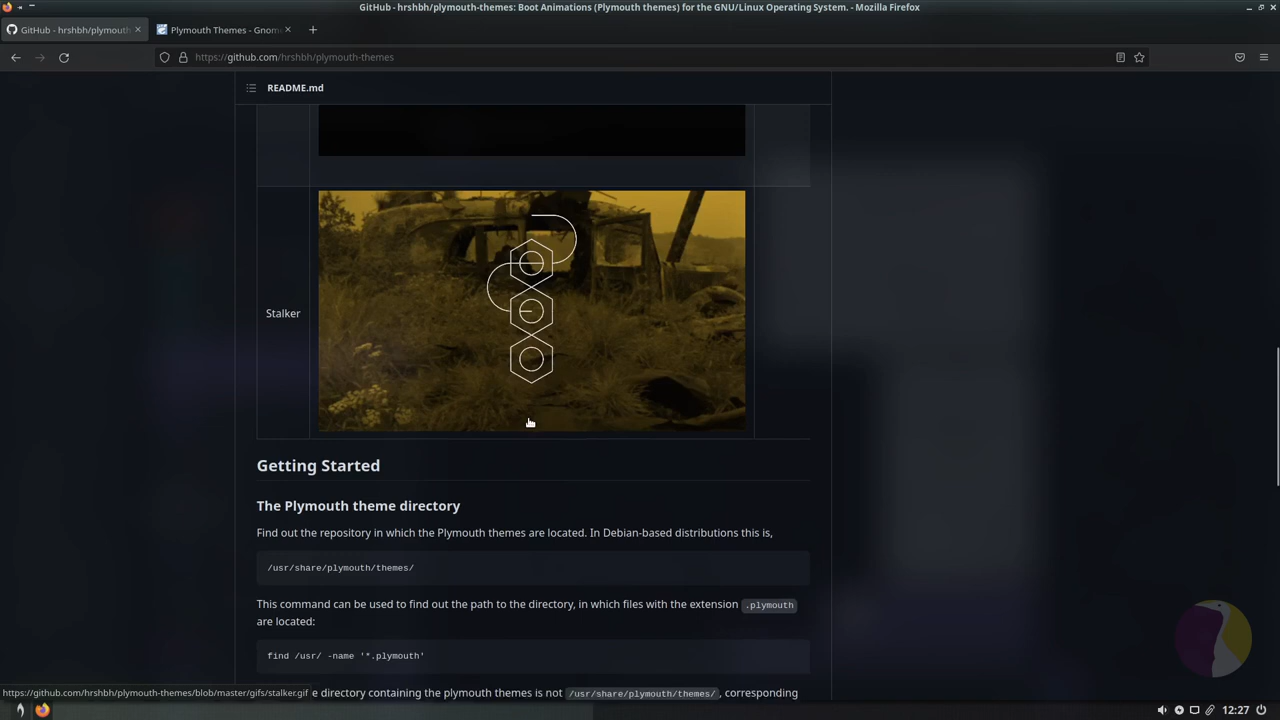 GitHub - hrshbh/plymouth-themes: Boot Animations (Plymouth themes) for the GNU/Linux Operating System. - Mozilla Firefox
GitHub - hrshbh/plymouth
Plymouth Themes - Gnom
https://github.com/hrshbh/plymouth-themes
README.md
Stalker
Getting Started
The Plymouth theme directory
Find out the repository in which the Plymouth themes are located. In Debian-based distributions this is,
/usr/share/plymouth/themes/
This command can be used to find out the path to the directory, in which files with the extension .plymouth
are located:
find /usr/ -name '*.plymouth'
e directory containing the plymouth themes is not /usr/share/plymouth/themes/, corresponding
https://github.com/hrshbh/plymouth-themes/blob/master/gifs/stalker.gif
12:27